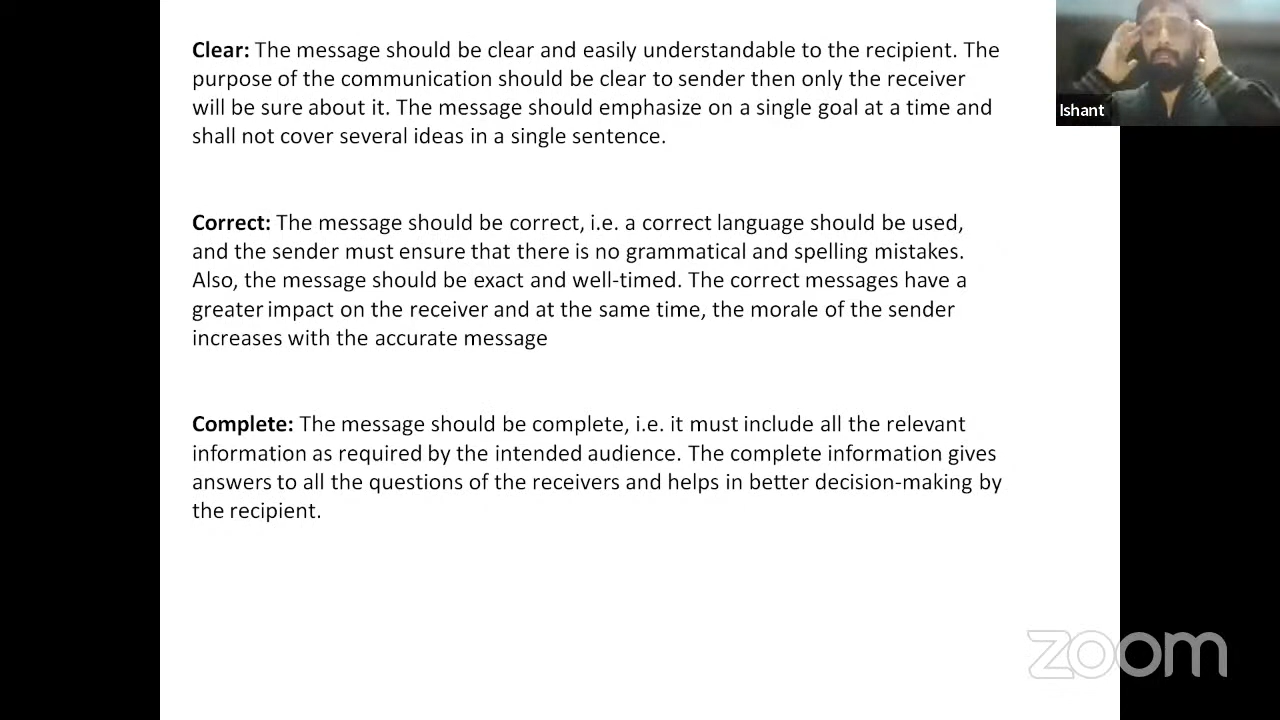 Clear: The message should be clear and easily understandable to the recipient. The
purpose of the communication should be clear to sender then only the receiver
will be sure about it. The message should emphasize on a single goal at a time and
shall not cover several ideas in a single sentence.
Correct: The message should be correct, i.e. a correct language should be used,
and the sender must ensure that there is no grammatical and spelling mistakes.
Also, the message should be exact and well-timed. The correct messages have a
greater impact on the receiver and at the same time, the morale of the sender
increases with the accurate message
Complete: The message should be complete, i.e. it must include all the relevant
information as required by the intended audience. The complete information gives
answers to all the questions of the receivers and helps in better decision-making by
the recipient.
Ishant
zoom